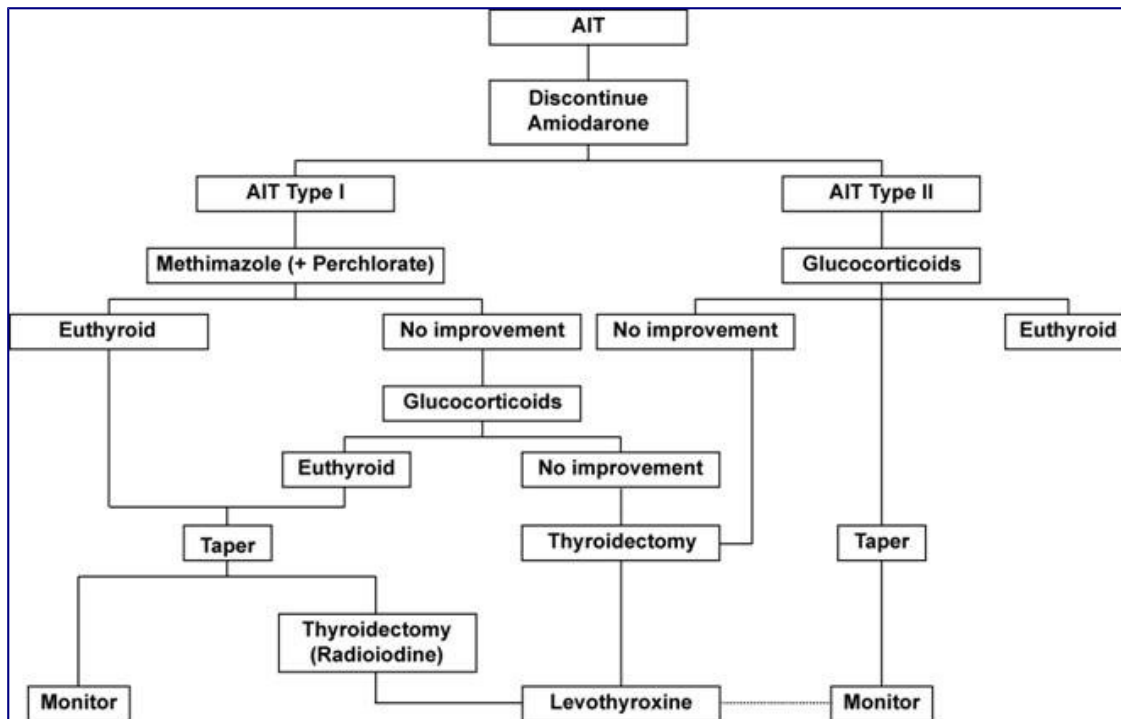 AIT
Discontinue
Amiodarone
AIT Type I
AIT Type II
Methimazole (+ Perchlorate)
Glucocorticoids
Euthyroid
No improvement
No improvement
Euthyroid
Glucocorticoids
Euthyroid
No improvement
Taper
Thyroidectomy
Taper
Thyroidectomy
(Radioiodine)
Monitor
Levothyroxine
Monitor